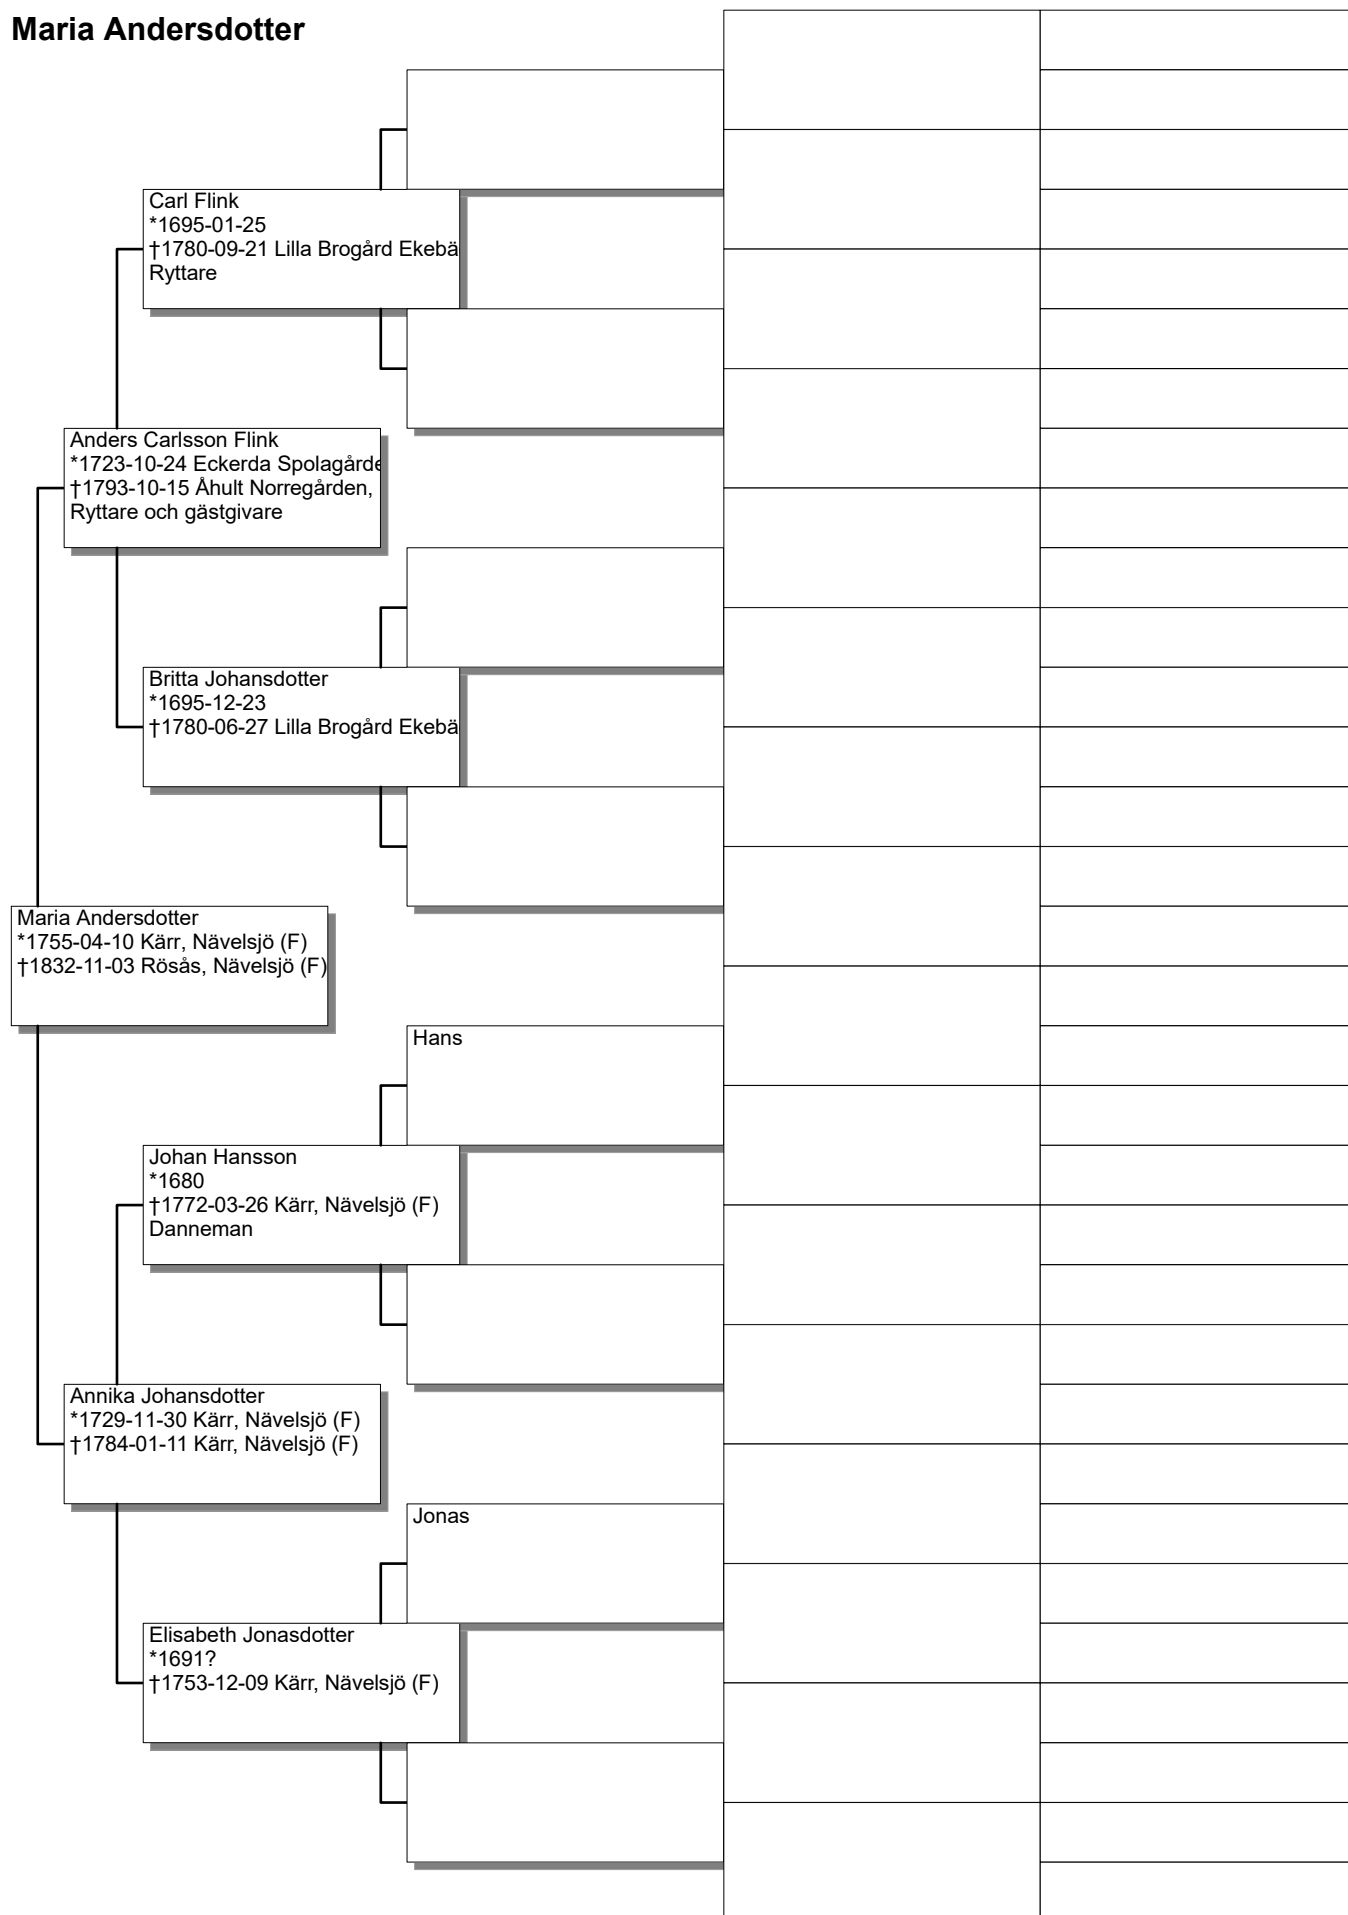 Maria Andersdotter
Carl Flink
*1695-01-25
†1780-09-21 Lilla Brogård Ekebä
Ryttare
Anders Carlsson Flink
*1723-10-24 Eckerda Spolagårde
†1793-10-15 Åhult Norregården,
Ryttare och gästgivare
Britta Johansdotter
*1695-12-23
†1780-06-27 Lilla Brogård Ekebä
Maria Andersdotter
*1755-04-10 Kärr, Nävelsjö (F)
†1832-11-03 Rösås, Nävelsjö (F)
Hans
Johan Hansson
*1680
†1772-03-26 Kärr, Nävelsjö (F)
Danneman
Annika Johansdotter
*1729-11-30 Kärr, Nävelsjö (F)
†1784-01-11 Kärr, Nävelsjö (F)
Jonas
Elisabeth Jonasdotter
*1691?
†1753-12-09 Kärr, Nävelsjö (F)